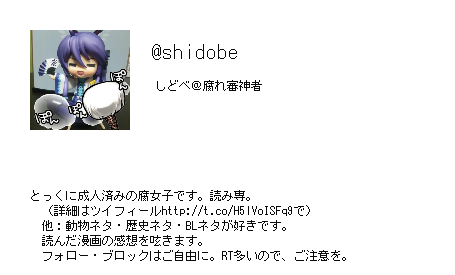 @shidobe
しどべ@腐れ審神者
ぽん
ぽん
ぽん
とっくに成人済みの腐女子です。読み専。
（詳細はツイフィールhttp://t.co/H5lVoISFq9で）
他：動物ネタ・歴史ネタ・BLネタが好きです。
読んだ漫画の感想を呟きます。
フォロー・ブロックはご自由に。RT多いので、ご注意を。